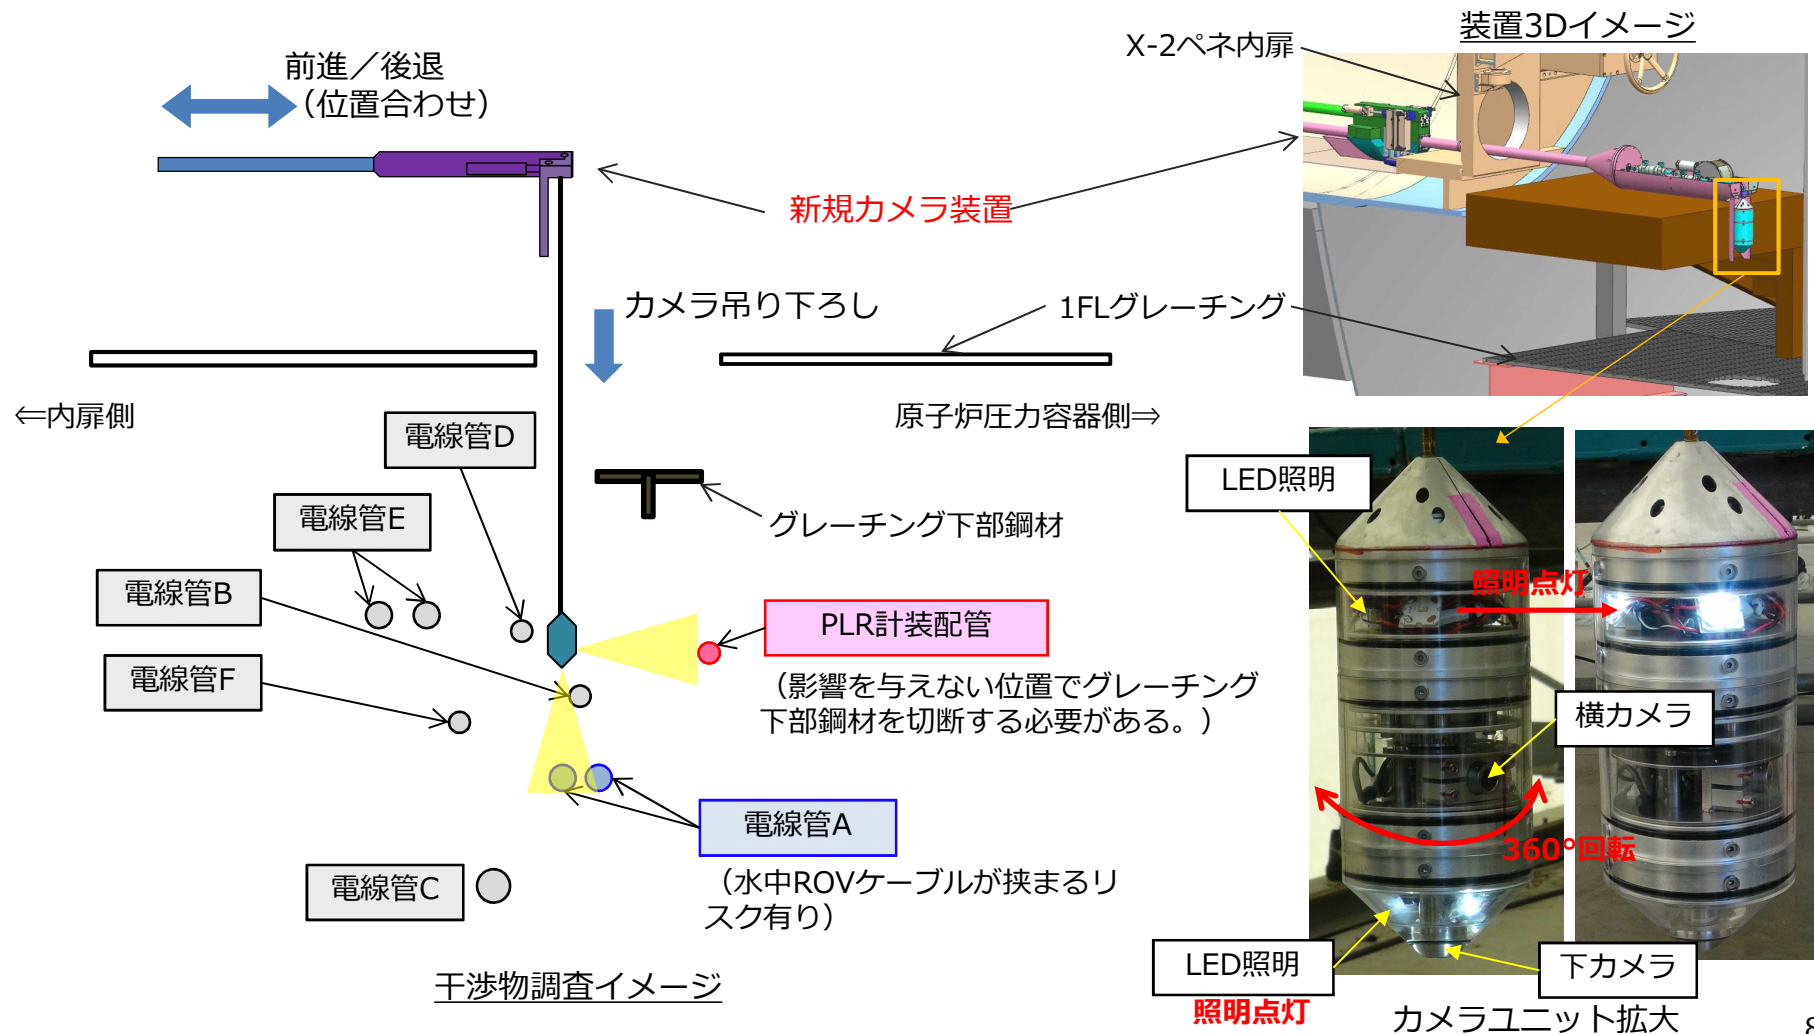 装置3Dイメージ
X-2ペネ内扉
前進／後退
（位置合わせ）
新規カメラ装置
カメラ吊り下ろし
1FLグレーチング
⇐内扉側
原子炉圧力容器側⇒
電線管D
グレーチング下部鋼材
電線管E
電線管B
電線管F
PLR計装配管
（影響を与えない位置でグレーチング
下部鋼材を切断する必要がある。）
電線管A
（水中ROVケーブルが挟まるリ
スク有り）
電線管C
干渉物調査イメージ
LED照明
照明点灯
横カメラ
360°回転
LED照明
照明点灯
下カメラ
カメラユニット拡大